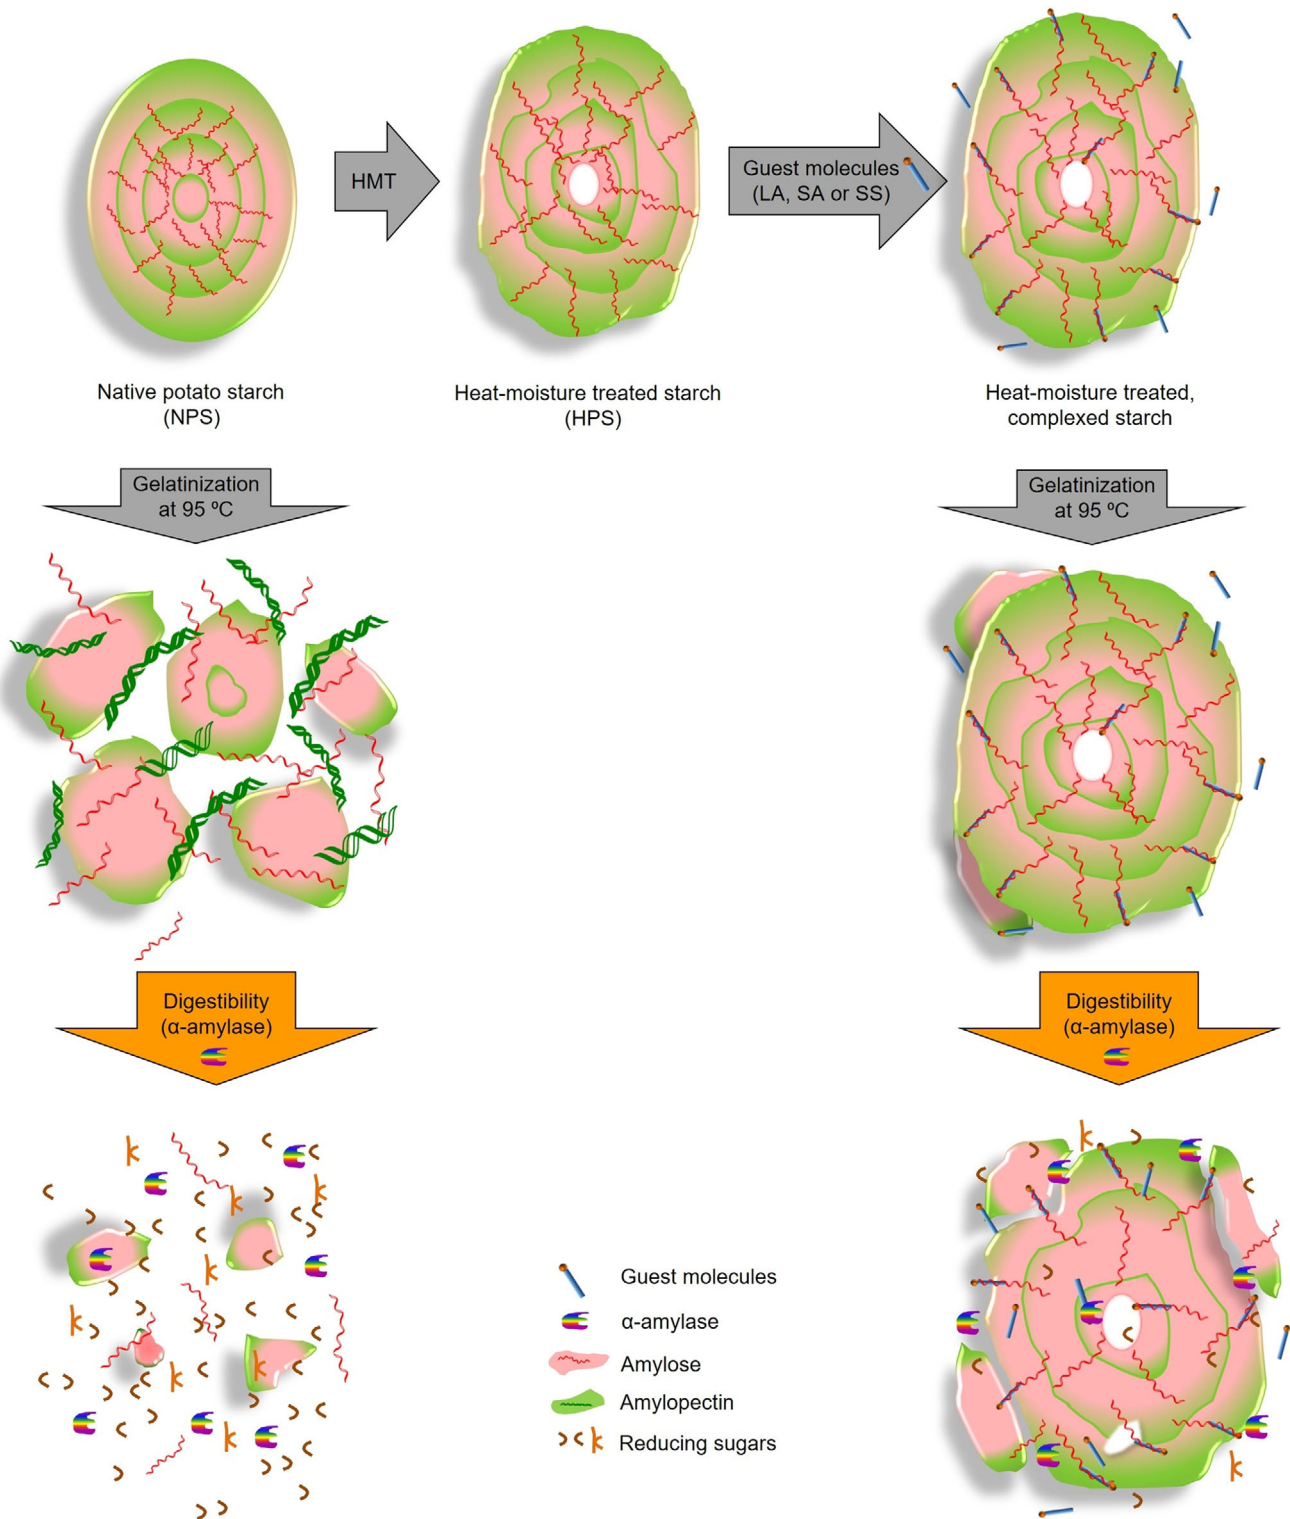 HMT
Guest molecules
(LA, SA or SS)
Native potato starch
(NPS)
Heat-moisture treated starch
(HPS)
Heat-moisture treated,
complexed starch
Gelatinization
at 95 ºC
Gelatinization
at 95 ºC
Digestibility
(α-amylase)
Digestibility
(α-amylase)
Guest molecules
α-amylase
Amylose
Amylopectin
Reducing sugars